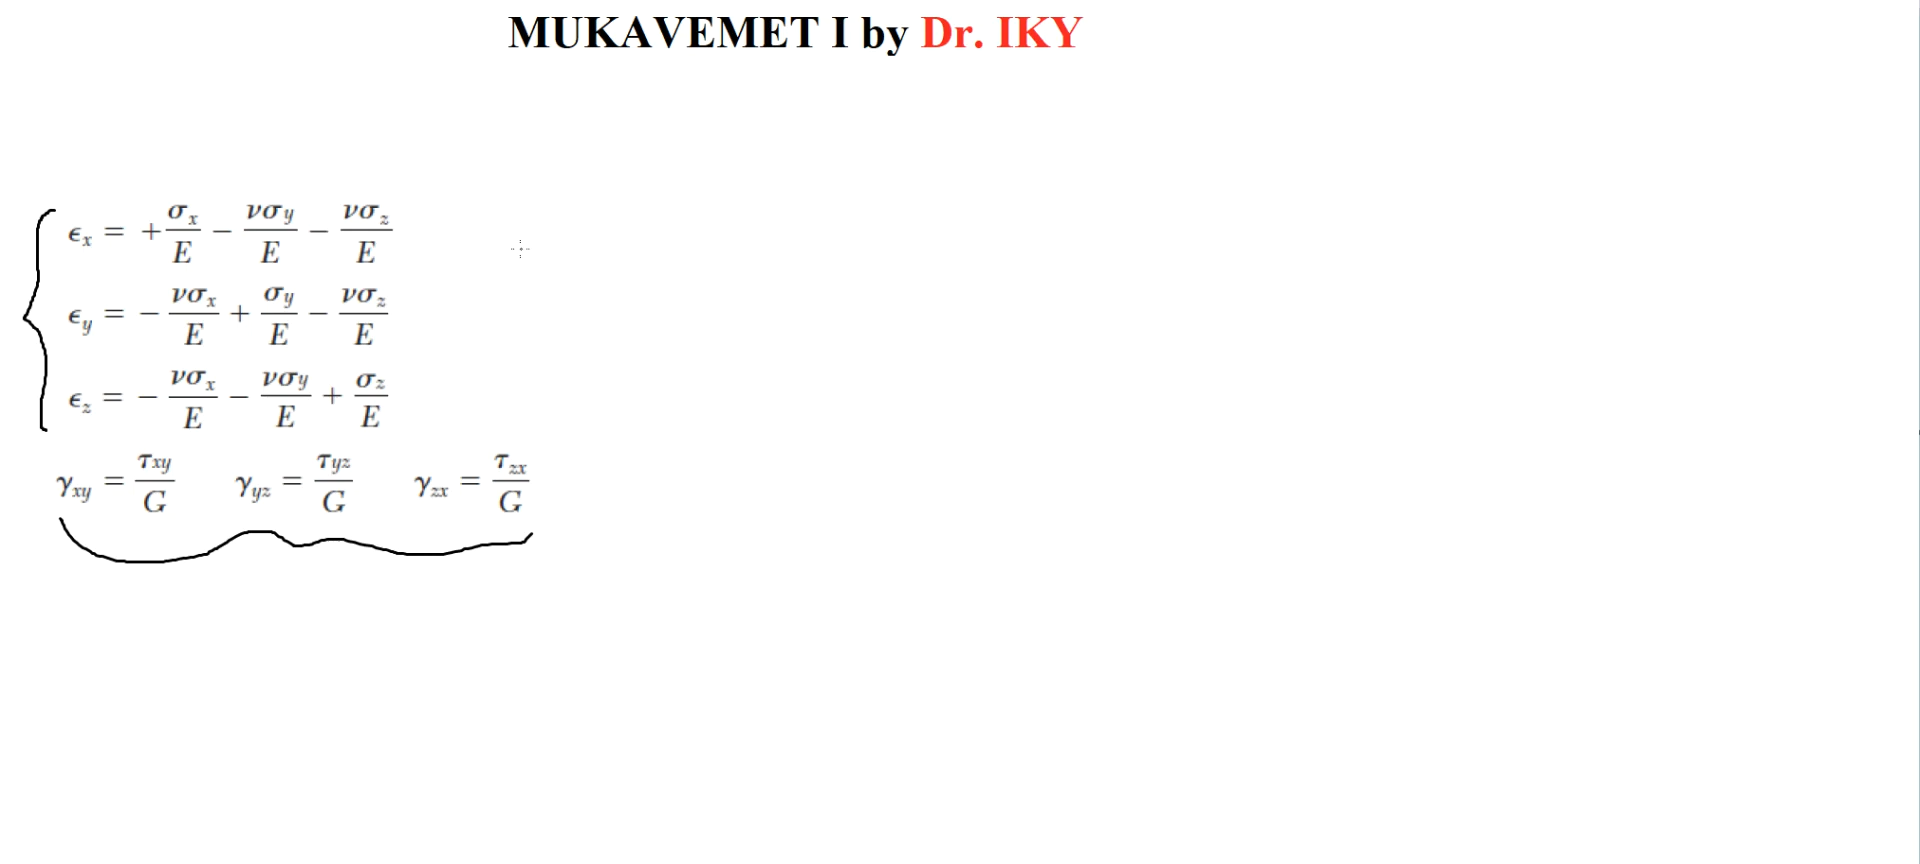 MUKAVEMET I by Dr. IKY
ϵx = +σx/E − νσy/E − νσz/E
ϵy = −νσx/E + σy/E − νσz/E
ϵz = −νσx/E − νσy/E + σz/E
γxy = τxy/G γyz = τyz/G γzx = τzx/G